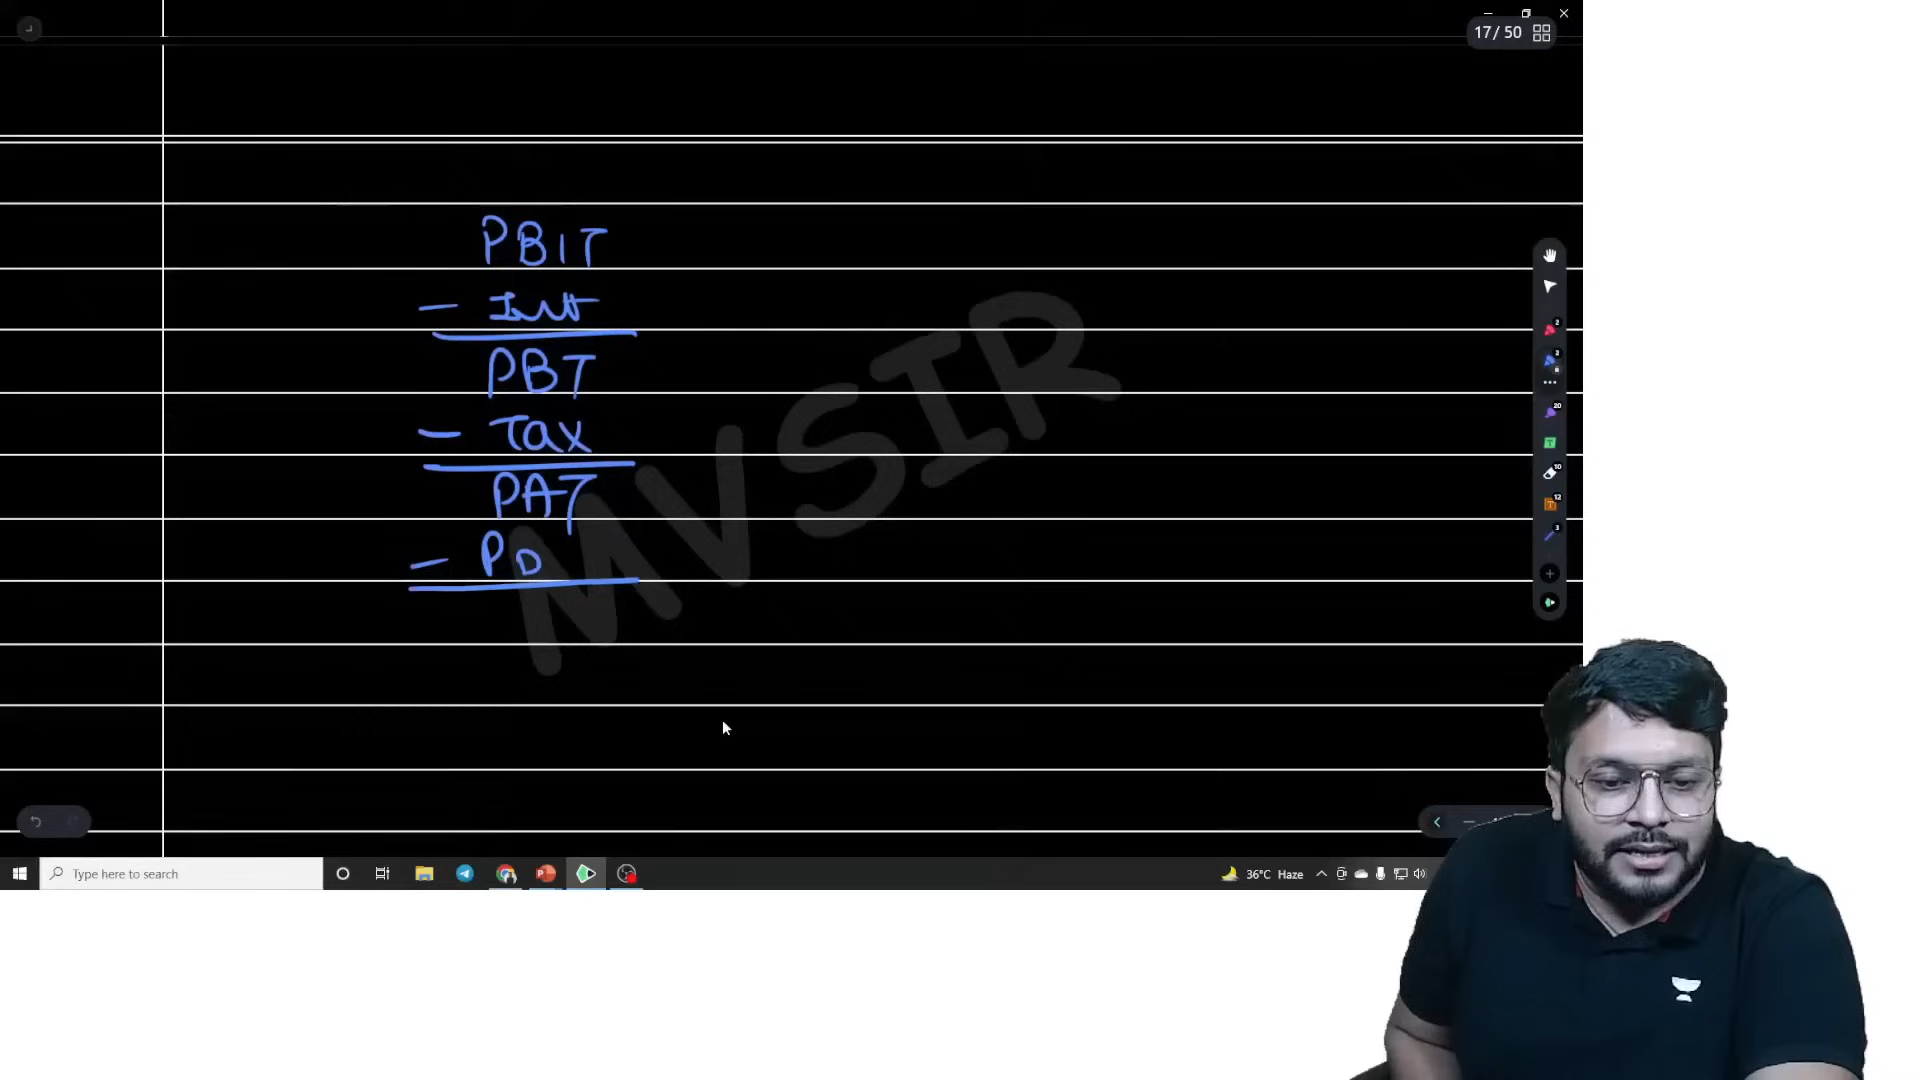 17/ 50
PBIT
— Int
PBT
— Tax
PAT
— PD
MVSIR
Type here to search
36°C Haze